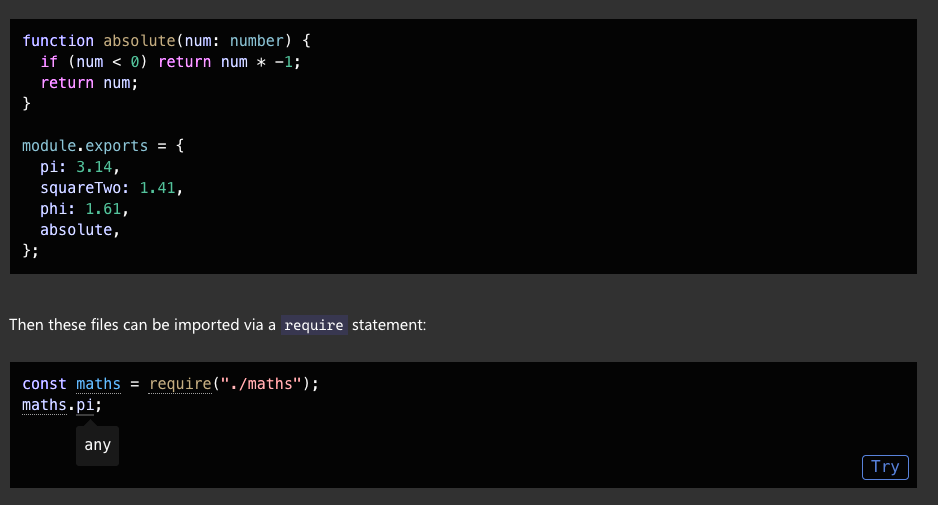 function absolute(num: number) {
  if (num < 0) return num * -1;
  return num;
}
module.exports = {
  pi: 3.14,
  squareTwo: 1.41,
  phi: 1.61,
  absolute,
};
Then these files can be imported via a require statement:
const maths = require("./maths");
maths.pi;
any
Try